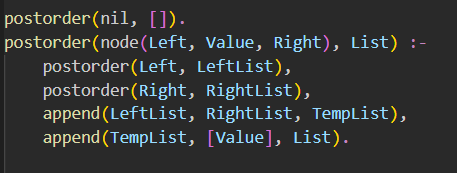 postorder(nil, []).
postorder(node(Left, Value, Right), List) :-
    postorder(Left, LeftList),
    postorder(Right, RightList),
    append(LeftList, RightList, TempList),
    append(TempList, [Value], List).